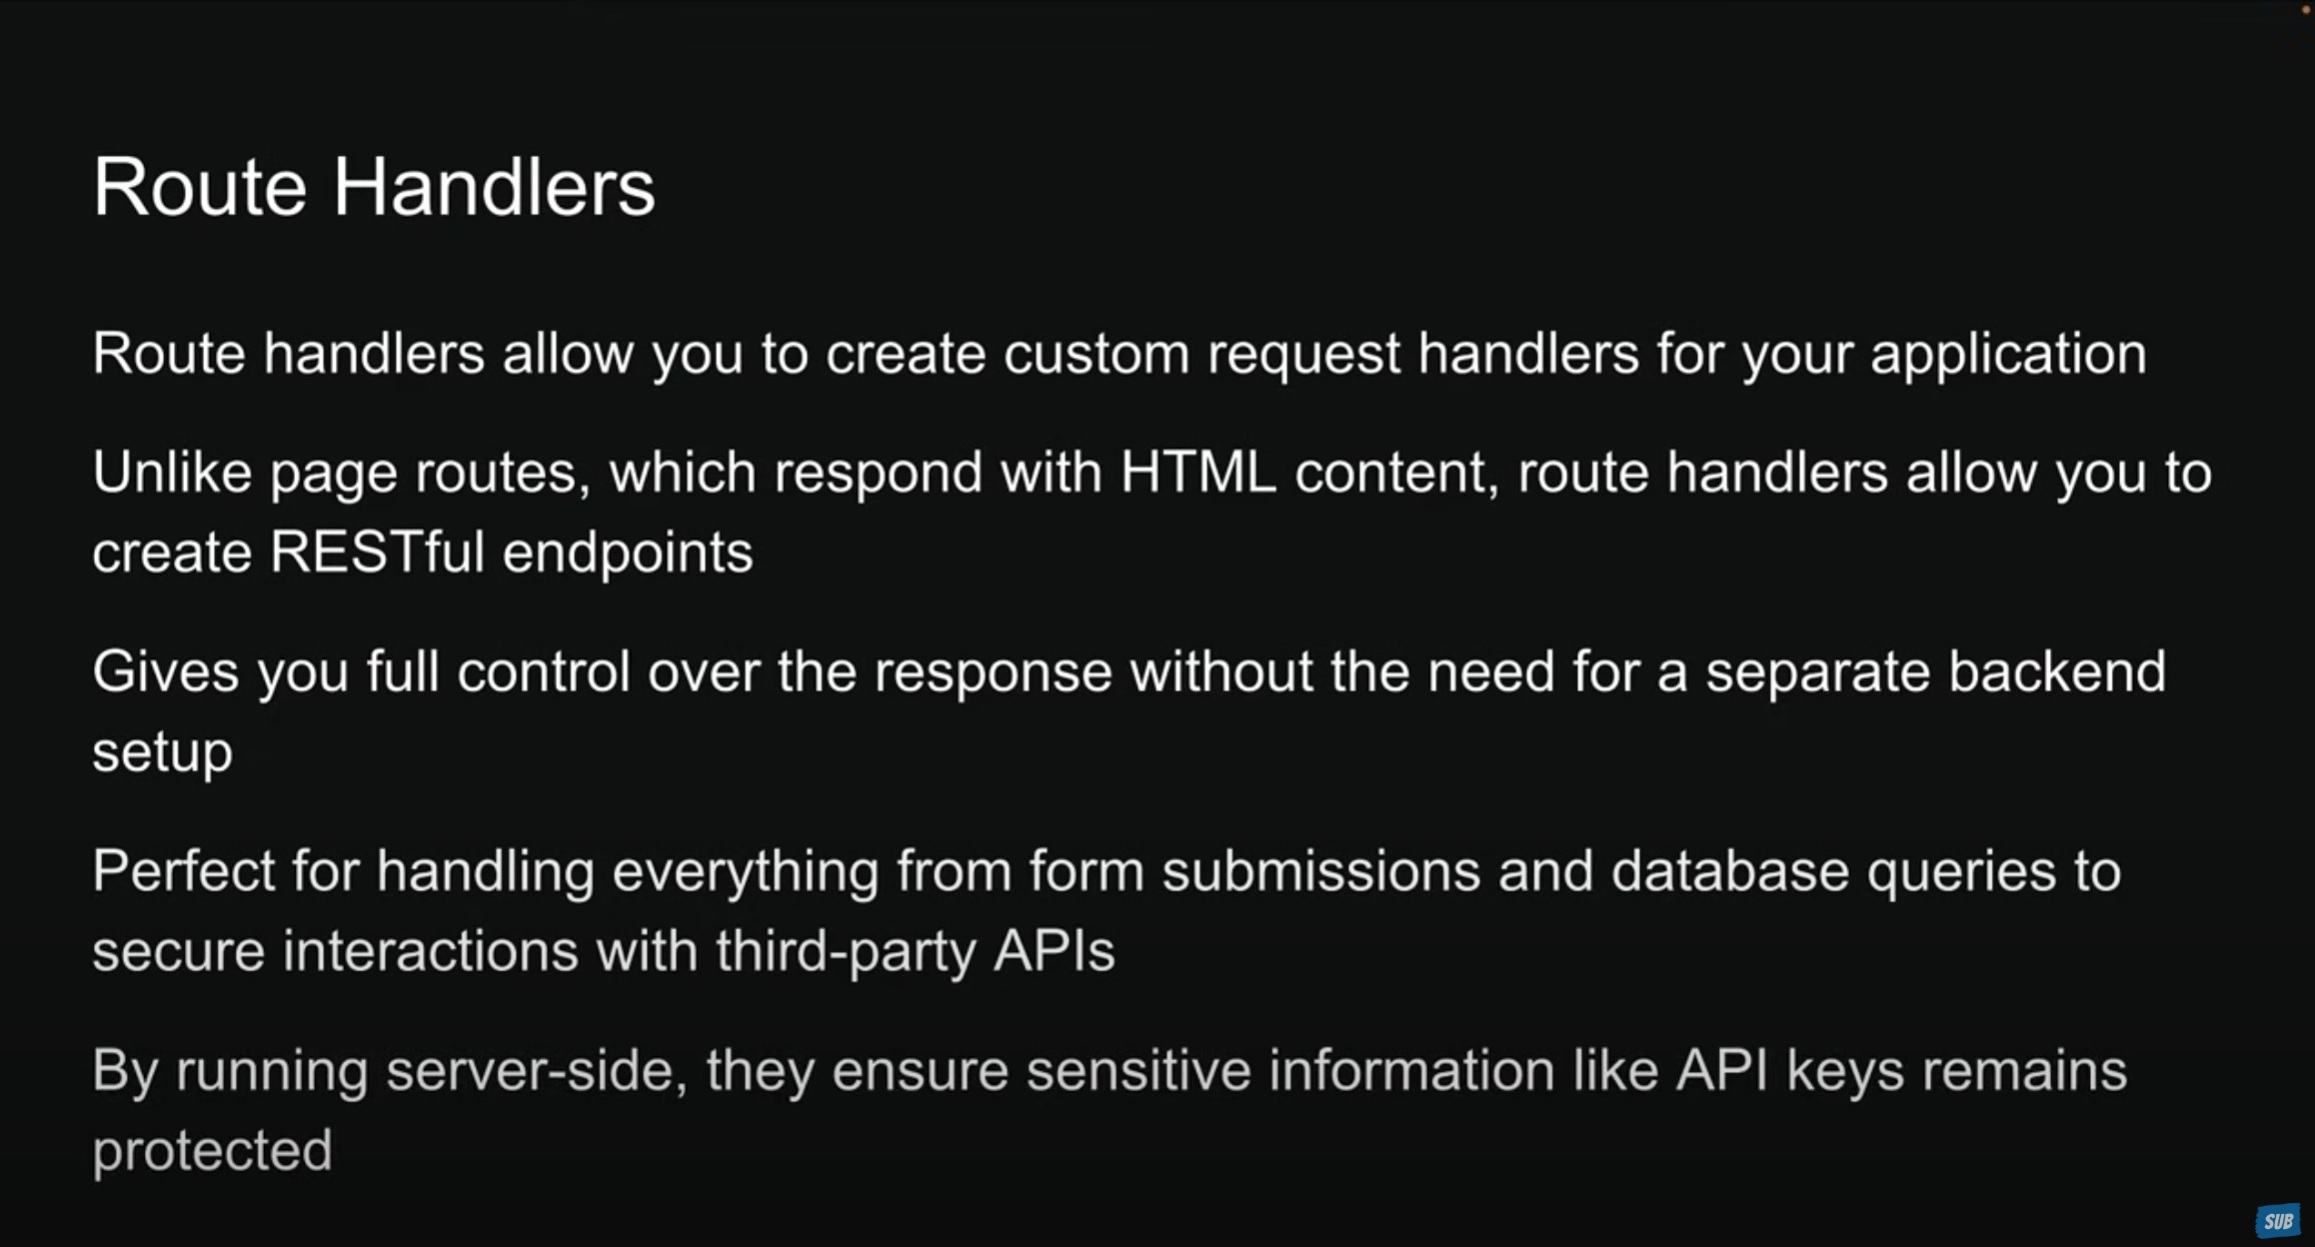 Route Handlers
Route handlers allow you to create custom request handlers for your application
Unlike page routes, which respond with HTML content, route handlers allow you to
create RESTful endpoints
Gives you full control over the response without the need for a separate backend
setup
Perfect for handling everything from form submissions and database queries to
secure interactions with third-party APIs
By running server-side, they ensure sensitive information like API keys remains
protected
SUB